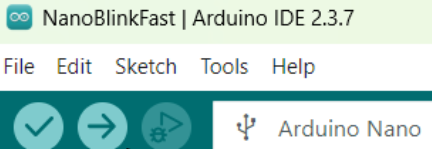 NanoBlinkFast | Arduino IDE 2.3.7
File Edit Sketch Tools Help
Arduino Nano